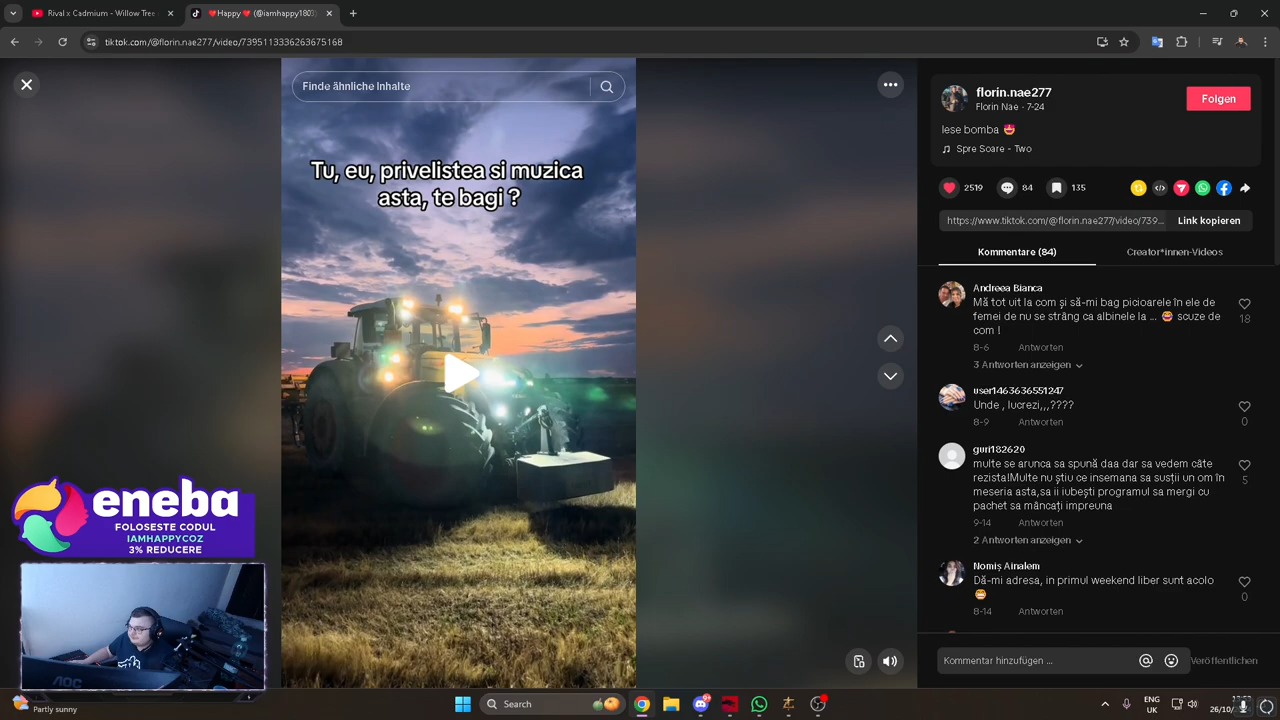 Rival x Cadmium - Willow Tree
❤️Happy❤️ (@iamhappy1803)
tiktok.com/@florin.nae277/video/7395113336263675168
Finde ähnliche Inhalte
Tu, eu, privelistea si muzica
asta, te bagi ?
eneba
FOLOSESTE CODUL
IAMHAPPYCOZ
3% REDUCERE
AOC
florin.nae277
Florin Nae · 7-24
Folgen
Iese bomba 🤩
Spre Soare - Two
2519
84
135
https://www.tiktok.com/@florin.nae277/video/739...
Link kopieren
Kommentare (84)
Creator*innen-Videos
Andreea Bianca
Mă tot uit la com și să-mi bag picioarele în ele de
femei de nu se strâng ca albinele la ... 😂 scuze de
com !
18
8-6
Antworten
3 Antworten anzeigen
user1463636551247
Unde , lucrezi,,,????
0
8-9
Antworten
guri182620
multe se arunca sa spună daa dar sa vedem câte
rezista!Multe nu știu ce insemana sa susții un om în
meseria asta,sa ii iubești programul sa mergi cu
pachet sa mâncați impreuna
5
9-14
Antworten
2 Antworten anzeigen
Nomiș Ainalem
Dă-mi adresa, in primul weekend liber sunt acolo
😁
0
8-14
Antworten
Kommentar hinzufügen ...
Veröffentlichen
Partly sunny
Search
ENG
UK
26/10/